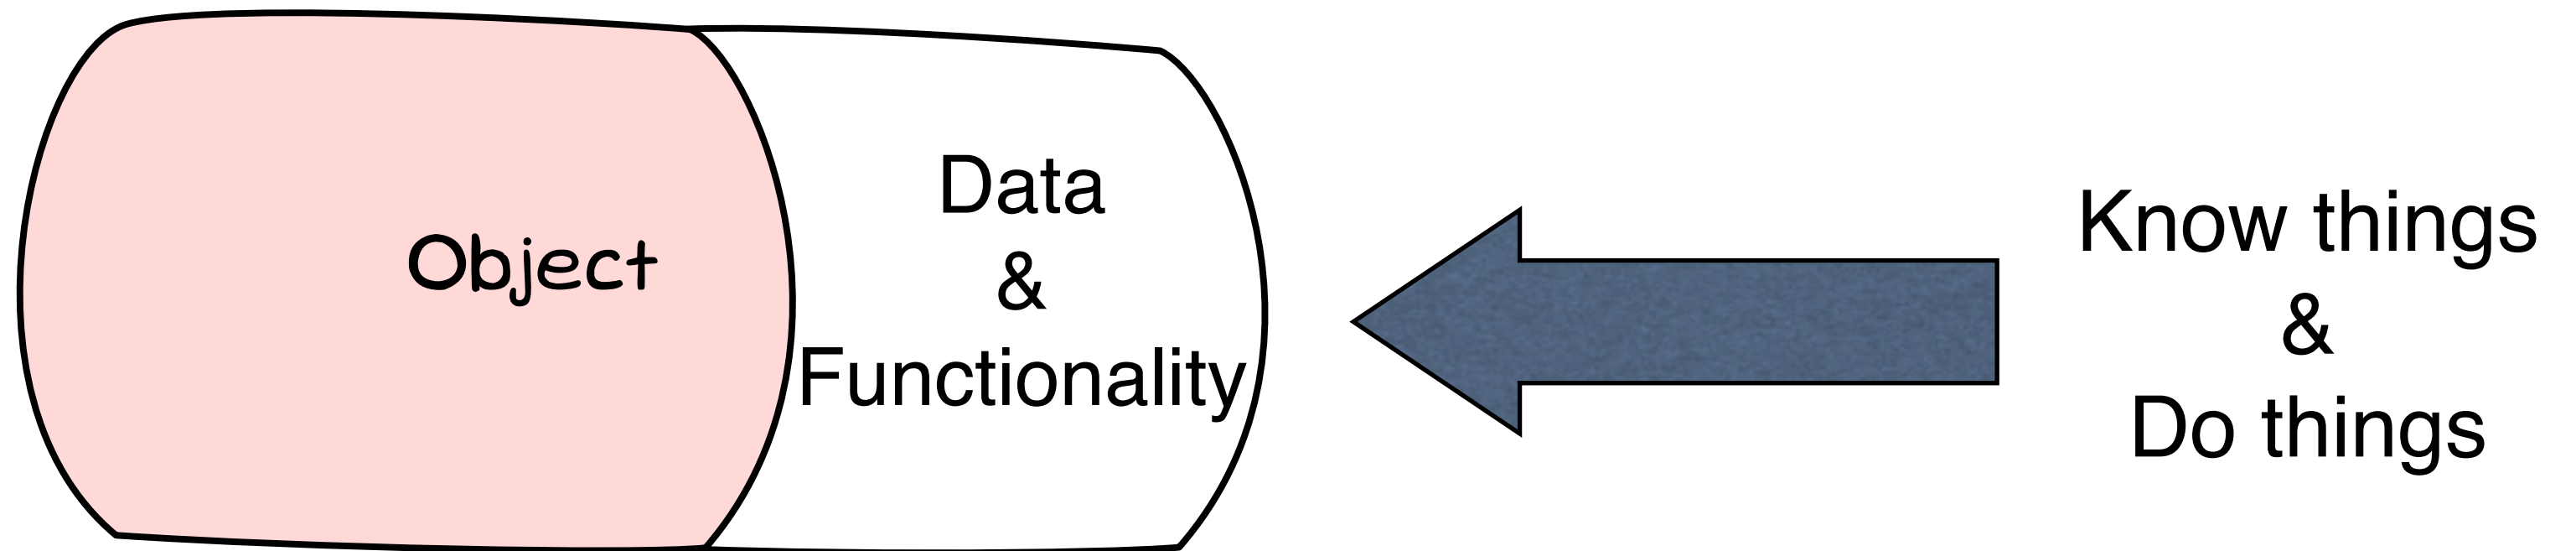 Object
Data
&
Functionality
Know things
&
Do things